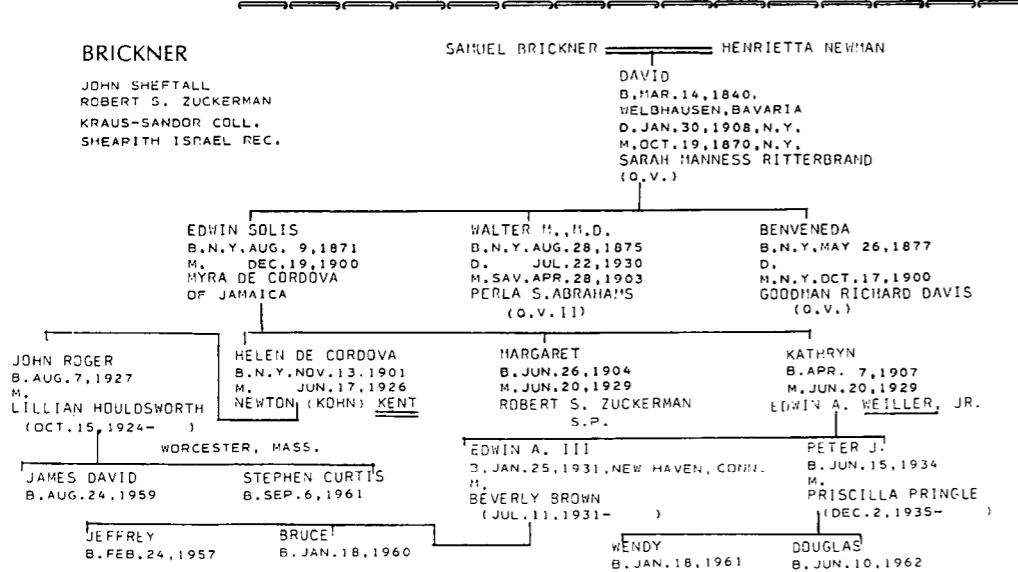 BRICKNER
JOHN SHEFTALL
ROBERT S. ZUCKERMAN
KRAUS-SANDOR COLL.
SHEARITH ISRAEL REC.
SAMUEL BRICKNER HENRIETTA NEWMAN
DAVID
B.MAR.14,1840.
WELBHAUSEN,BAVARIA
D.JAN.30,1908,N.Y.
M.OCT.19,1870,N.Y.
SARAH MANNESS RITTERBRAND
(Q.V.)
EDWIN SOLIS
B.N.Y.AUG. 9,1871
M. DEC.19,1900
MYRA DE CORDOVA
OF JAMAICA
WALTER M.,M.D.
B.N.Y.AUG.28,1875
D. JUL.22,1930
M.SAV.APR.28,1903
PERLA S.ABRAHAMS
(Q.V.II)
BENVENEDA
B.N.Y.MAY 26,1877
D.
M.N.Y.OCT.17,1900
GOODMAN RICHARD DAVIS
(Q.V.)
JOHN ROGER
B.AUG.7,1927
M.
LILLIAN HOULDSWORTH
(OCT.15,1924- )
WORCESTER, MASS.
HELEN DE CORDOVA
B.N.Y.NOV.13.1901
M. JUN.17,1926
NEWTON (KOHN) KENT
MARGARET
B.JUN.26,1904
M.JUN.20,1929
ROBERT S. ZUCKERMAN
S.P.
KATHRYN
B.APR. 7,1907
M.JUN.20,1929
EDWIN A. WEILLER, JR.
JAMES DAVID
B.AUG.24,1959
STEPHEN CURTIS
B.SEP.6,1961
EDWIN A. III
B.JAN.25,1931,NEW HAVEN, CONN.
M.
BEVERLY BROWN
(JUL.11,1931- )
PETER J.
B.JUN.15,1934
M.
PRISCILLA PRINGLE
(DEC.2,1935- )
JEFFREY
B.FEB.24,1957
BRUCE
B.JAN.18,1960
WENDY
B.JAN.18,1961
DOUGLAS
B.JUN.10,1962